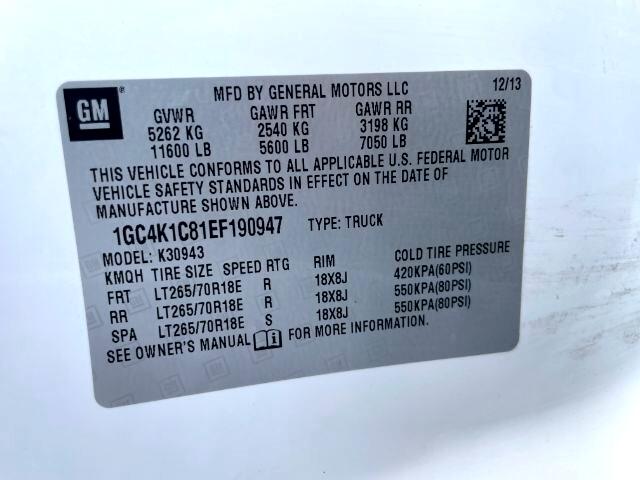 GM MFD BY GENERAL MOTORS LLC 12/13
GVWR GAWR FRT GAWR RR
5262 KG 2540 KG 3198 KG
11600 LB 5600 LB 7050 LB
THIS VEHICLE CONFORMS TO ALL APPLICABLE U.S. FEDERAL MOTOR
VEHICLE SAFETY STANDARDS IN EFFECT ON THE DATE OF
MANUFACTURE SHOWN ABOVE.
1GC4K1C81EF190947 TYPE: TRUCK
MODEL: K30943
KMQH TIRE SIZE SPEED RTG RIM COLD TIRE PRESSURE
FRT LT265/70R18E R 18X8J 420KPA(60PSI)
RR LT265/70R18E R 18X8J 550KPA(80PSI)
SPA LT265/70R18E S 18X8J 550KPA(80PSI)
SEE OWNER'S MANUAL FOR MORE INFORMATION.